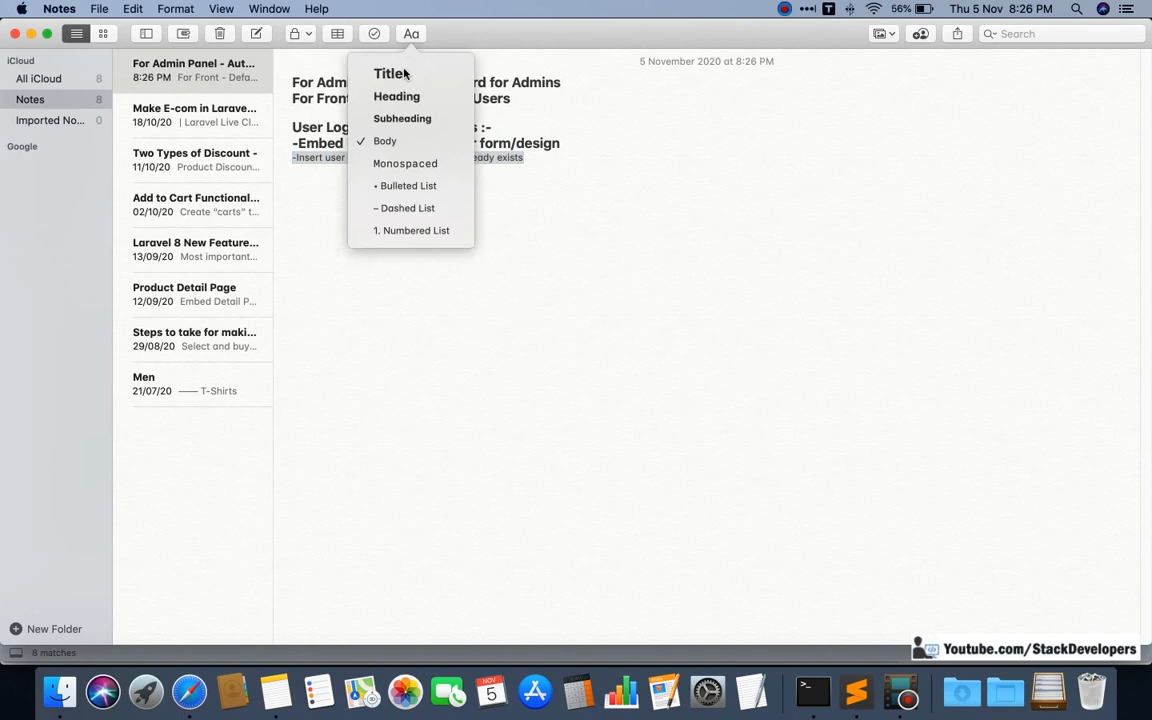 Notes File Edit Format View Window Help
T 56% Thu 5 Nov 8:26 PM
Aa Search
iCloud
All iCloud 8
Notes 8
Imported No... 0
Google
New Folder
8 matches
For Admin Panel - Aut...
8:26 PM For Front - Defa...
Make E-com in Larave...
18/10/20 | Laravel Live Cl...
Two Types of Discount -
11/10/20 Product Discoun...
Add to Cart Functional...
02/10/20 Create “carts” t...
Laravel 8 New Feature...
13/09/20 Most important...
Product Detail Page
12/09/20 Embed Detail P...
Steps to take for maki...
29/08/20 Select and buy...
Men
21/07/20 —— T-Shirts
5 November 2020 at 8:26 PM
For Adm rd for Admins
For Front Users
User Log s :-
-Embed r form/design
-Insert user eady exists
Title
Heading
Subheading
✓ Body
Monospaced
• Bulleted List
– Dashed List
1. Numbered List
Youtube.com/StackDevelopers
NOV
5
>_